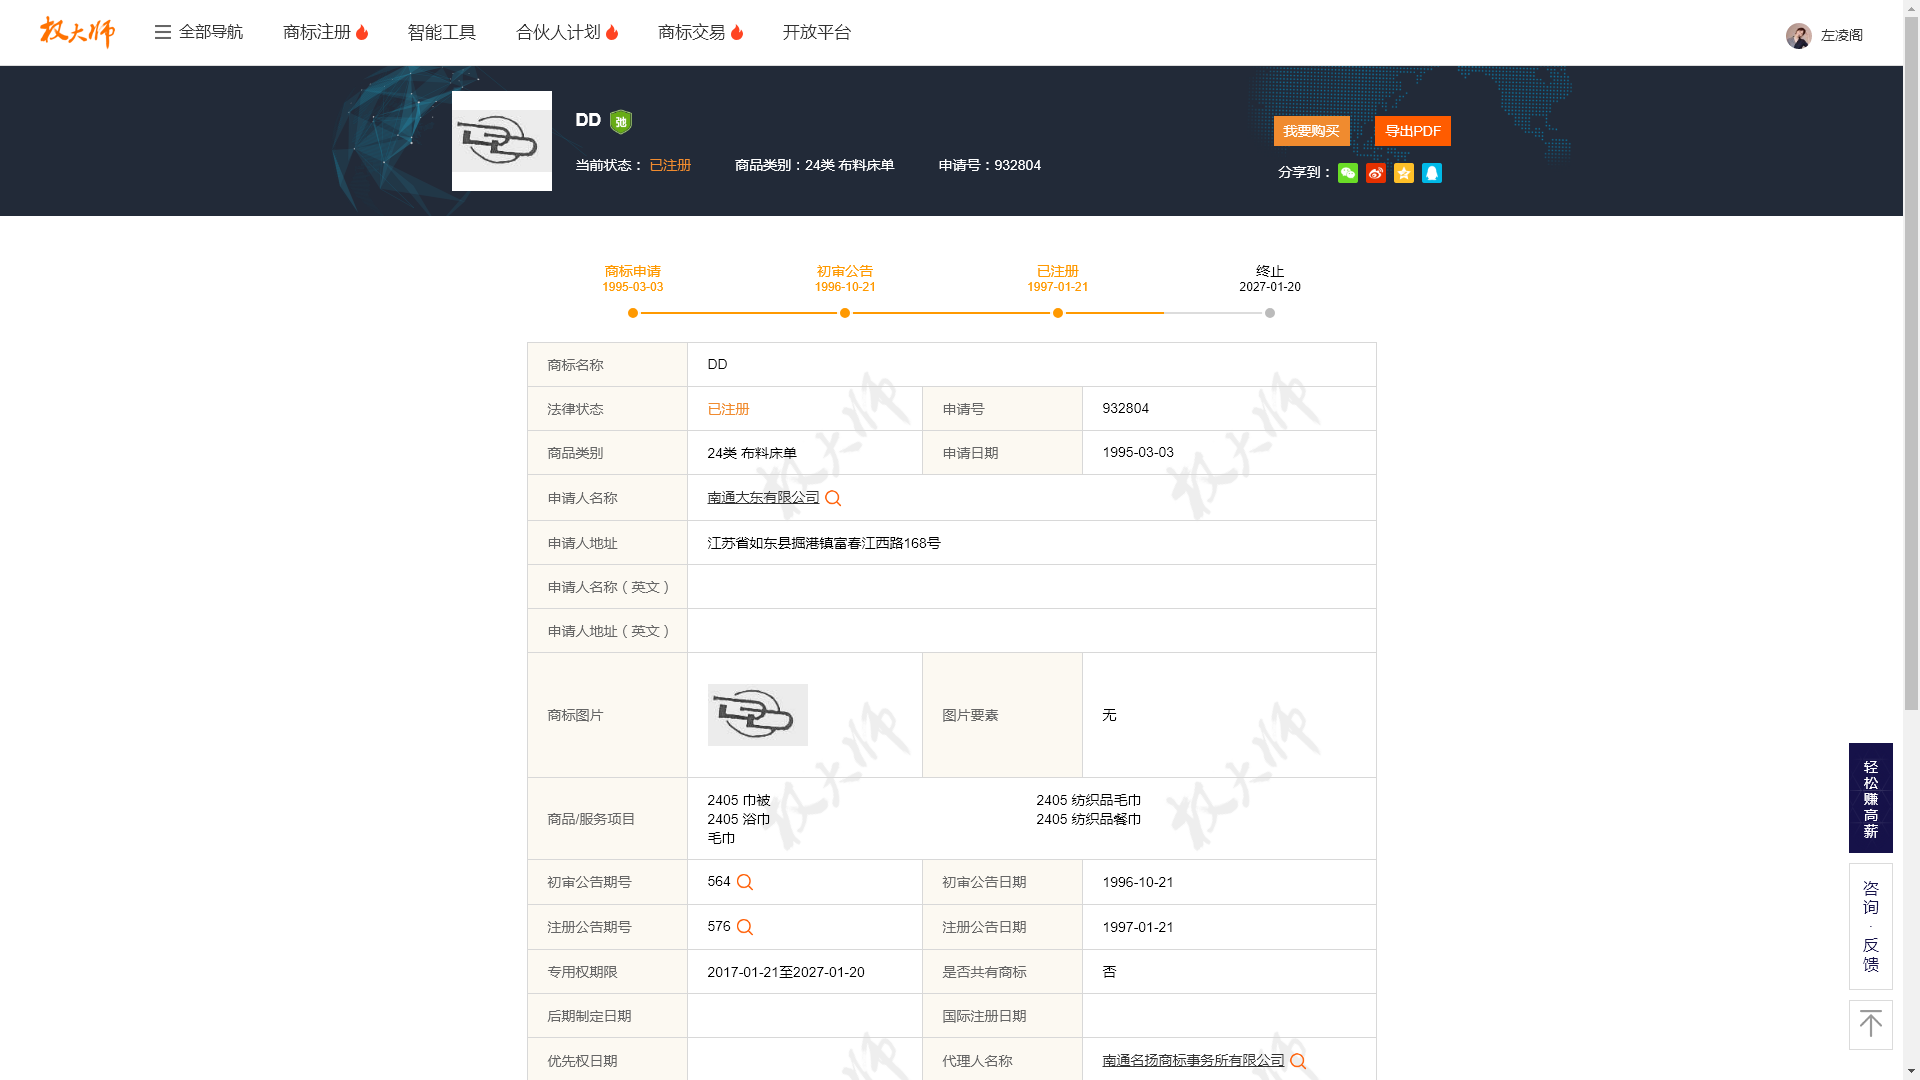 权大师 全部导航 商标注册 智能工具 合伙人计划 商标交易 开放平台 左凌阁
DD 弛
我要购买 导出PDF
当前状态： 已注册 商品类别：24类 布料床单 申请号：932804
分享到：
商标申请 初审公告 已注册 终止
1995-03-03 1996-10-21 1997-01-21 2027-01-20
商标名称 DD
法律状态 已注册 申请号 932804
商品类别 24类 布料床单 申请日期 1995-03-03
申请人名称 南通大东有限公司
申请人地址 江苏省如东县掘港镇富春江西路168号
申请人名称（英文）
申请人地址（英文）
商标图片 图片要素 无
商品/服务项目
2405 巾被 2405 纺织品毛巾
2405 浴巾 2405 纺织品餐巾
毛巾
初审公告期号 564 初审公告日期 1996-10-21
注册公告期号 576 注册公告日期 1997-01-21
专用权期限 2017-01-21至2027-01-20 是否共有商标 否
后期制定日期 国际注册日期
优先权日期 代理人名称 南通名扬商标事务所有限公司
轻松赚高薪
咨询·反馈
权大师
权大师
权大师
权大师